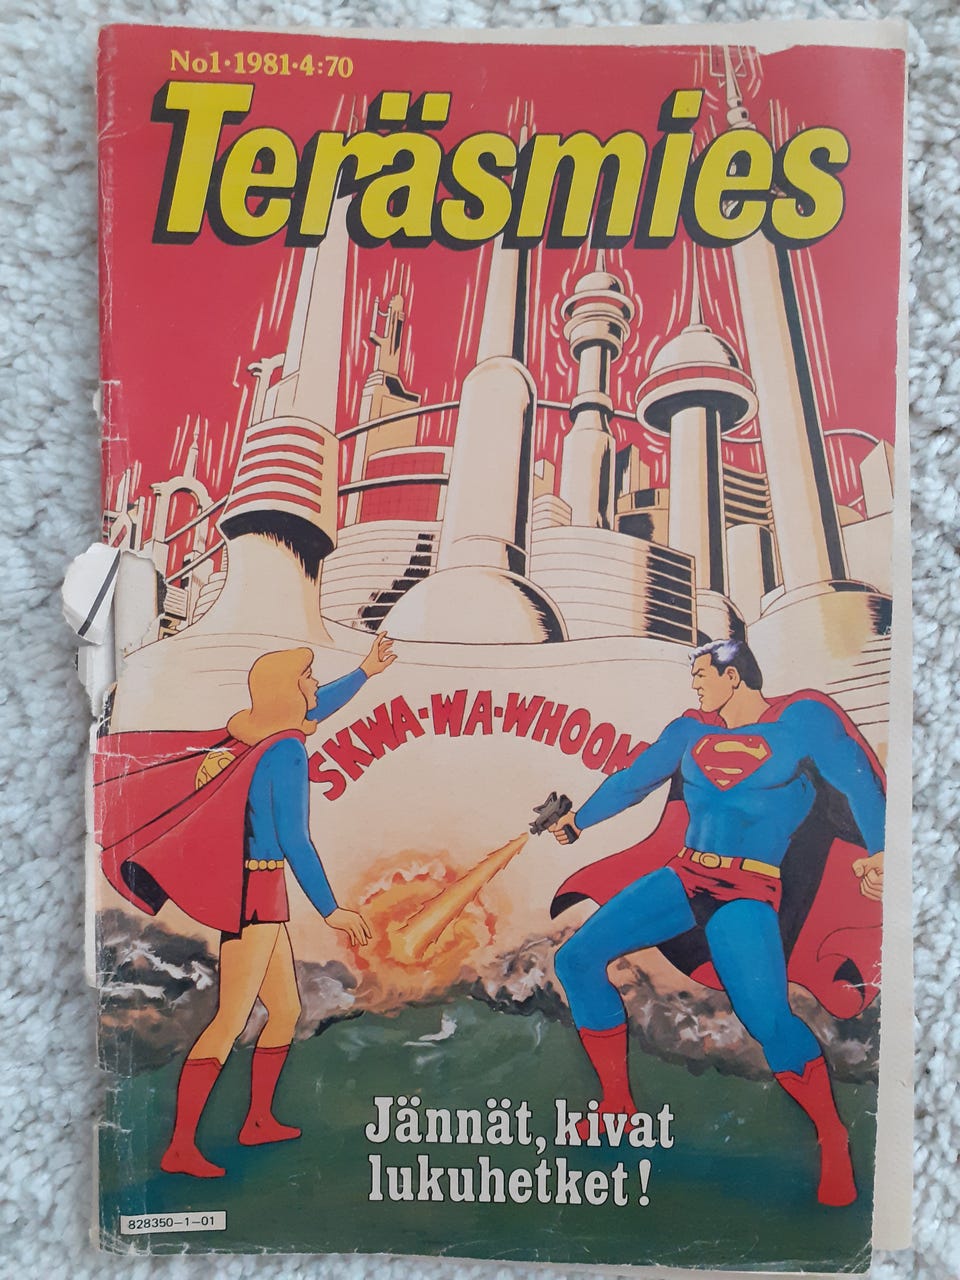 No1·1981·4:70
Teräsmies
SKWA-WA-WHOOM
S
Jännät, kivat
lukuhetket!
828350-1-01